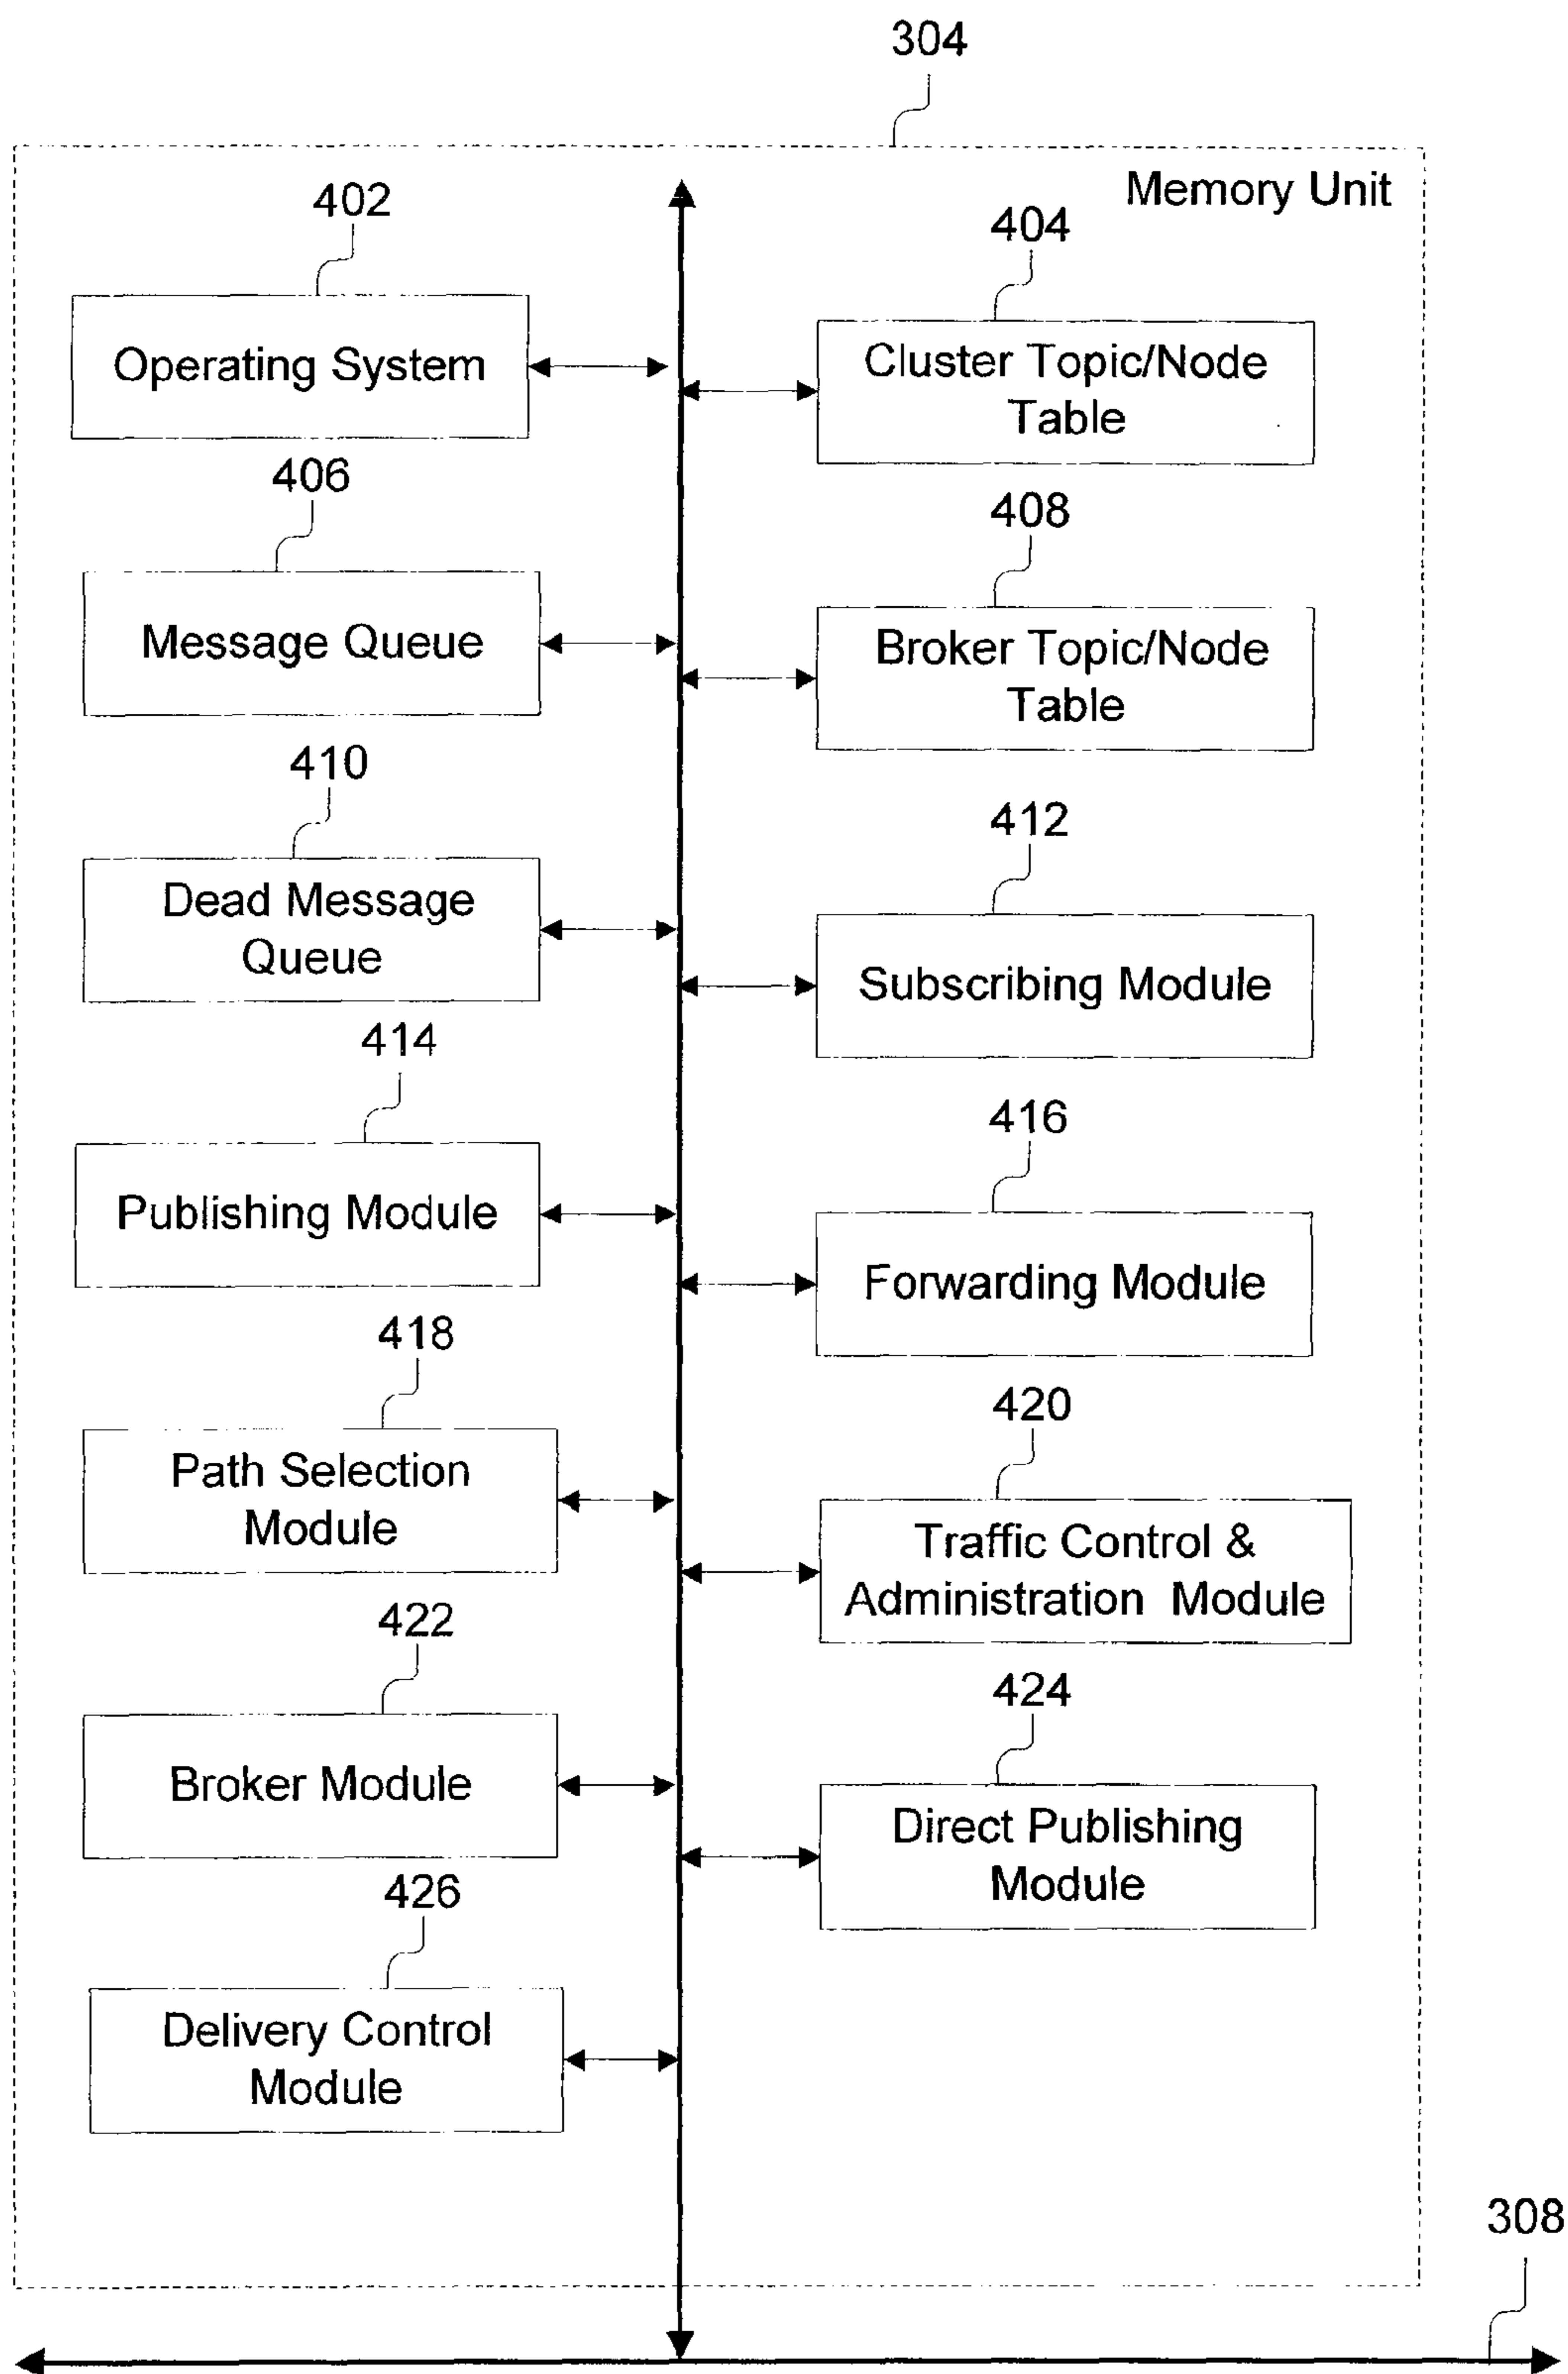 304
Memory Unit
402
404
Operating System
Cluster Topic/Node
Table
406
408
Message Queue
Broker Topic/Node
Table
410
412
Dead Message
Queue
Subscribing Module
414
416
Publishing Module
Forwarding Module
418
420
Path Selection
Module
Traffic Control &
Administration Module
422
424
Broker Module
Direct Publishing
Module
426
Delivery Control
Module
308